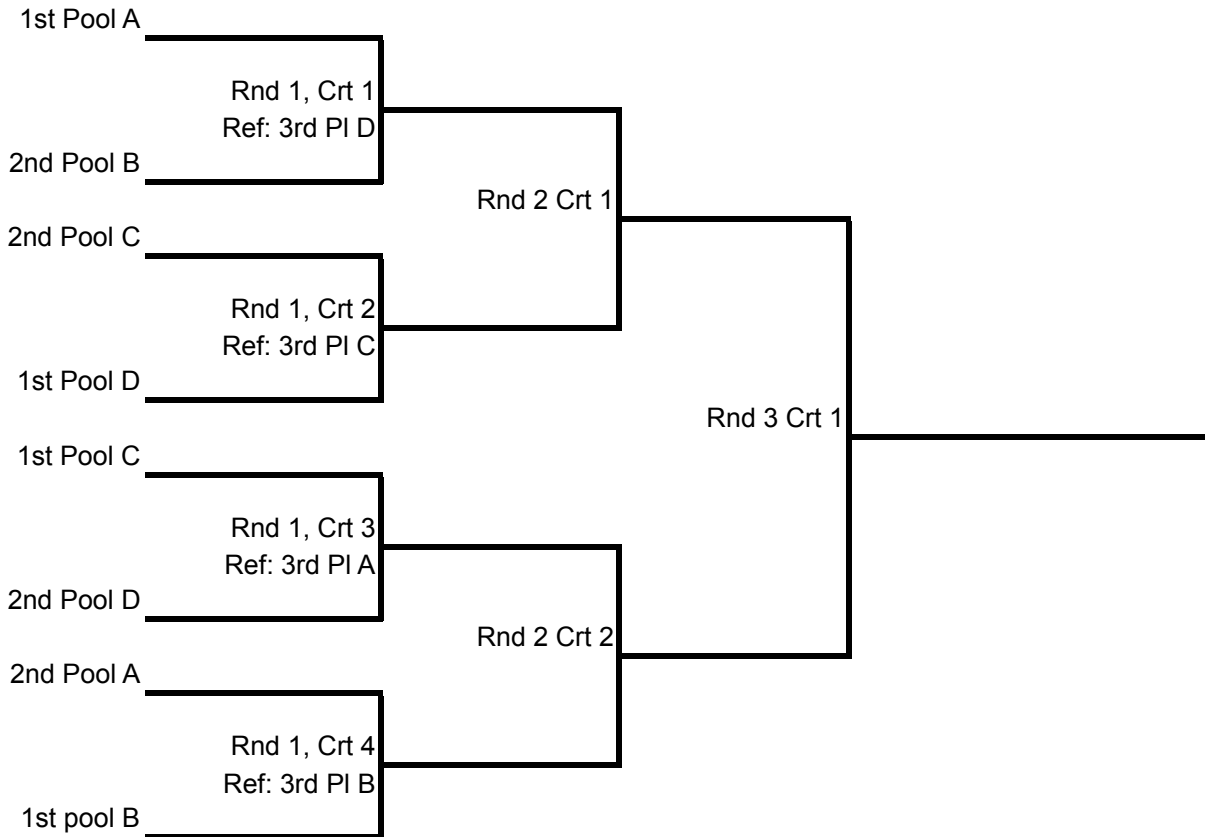 1st Pool A
Rnd 1, Crt 1
Ref: 3rd Pl D
2nd Pool B
Rnd 2 Crt 1
2nd Pool C
Rnd 1, Crt 2
Ref: 3rd Pl C
1st Pool D
Rnd 3 Crt 1
1st Pool C
Rnd 1, Crt 3
Ref: 3rd Pl A
2nd Pool D
Rnd 2 Crt 2
2nd Pool A
Rnd 1, Crt 4
Ref: 3rd Pl B
1st pool B